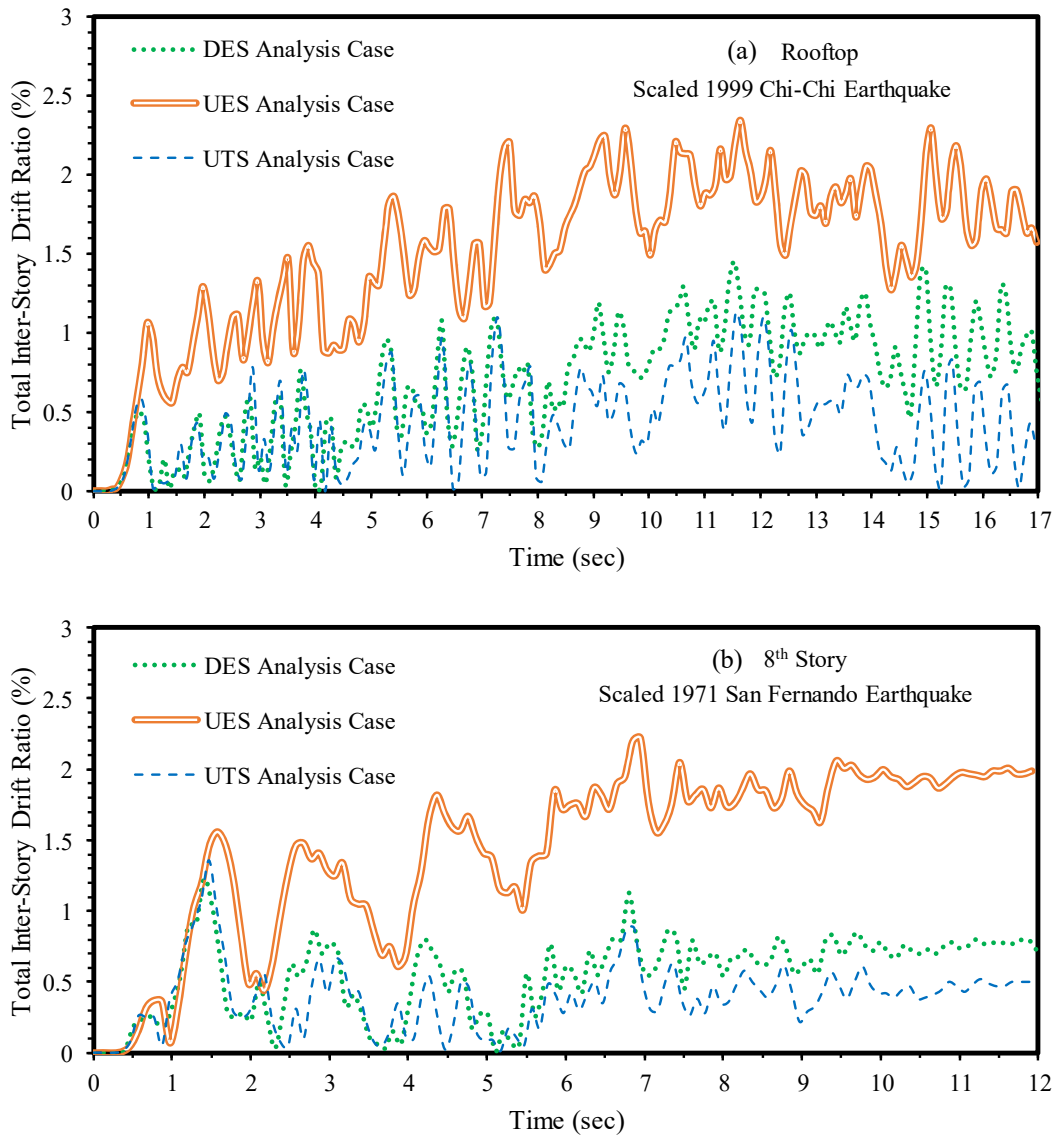 3
2.5
2
1.5
1
0.5
0
Total Inter-Story Drift Ratio (%)
DES Analysis Case
UES Analysis Case
UTS Analysis Case
(a) Rooftop
Scaled 1999 Chi-Chi Earthquake
0 1 2 3 4 5 6 7 8 9 10 11 12 13 14 15 16 17
Time (sec)
3
2.5
2
1.5
1
0.5
0
Total Inter-Story Drift Ratio (%)
DES Analysis Case
UES Analysis Case
UTS Analysis Case
(b) 8th Story
Scaled 1971 San Fernando Earthquake
0 1 2 3 4 5 6 7 8 9 10 11 12
Time (sec)